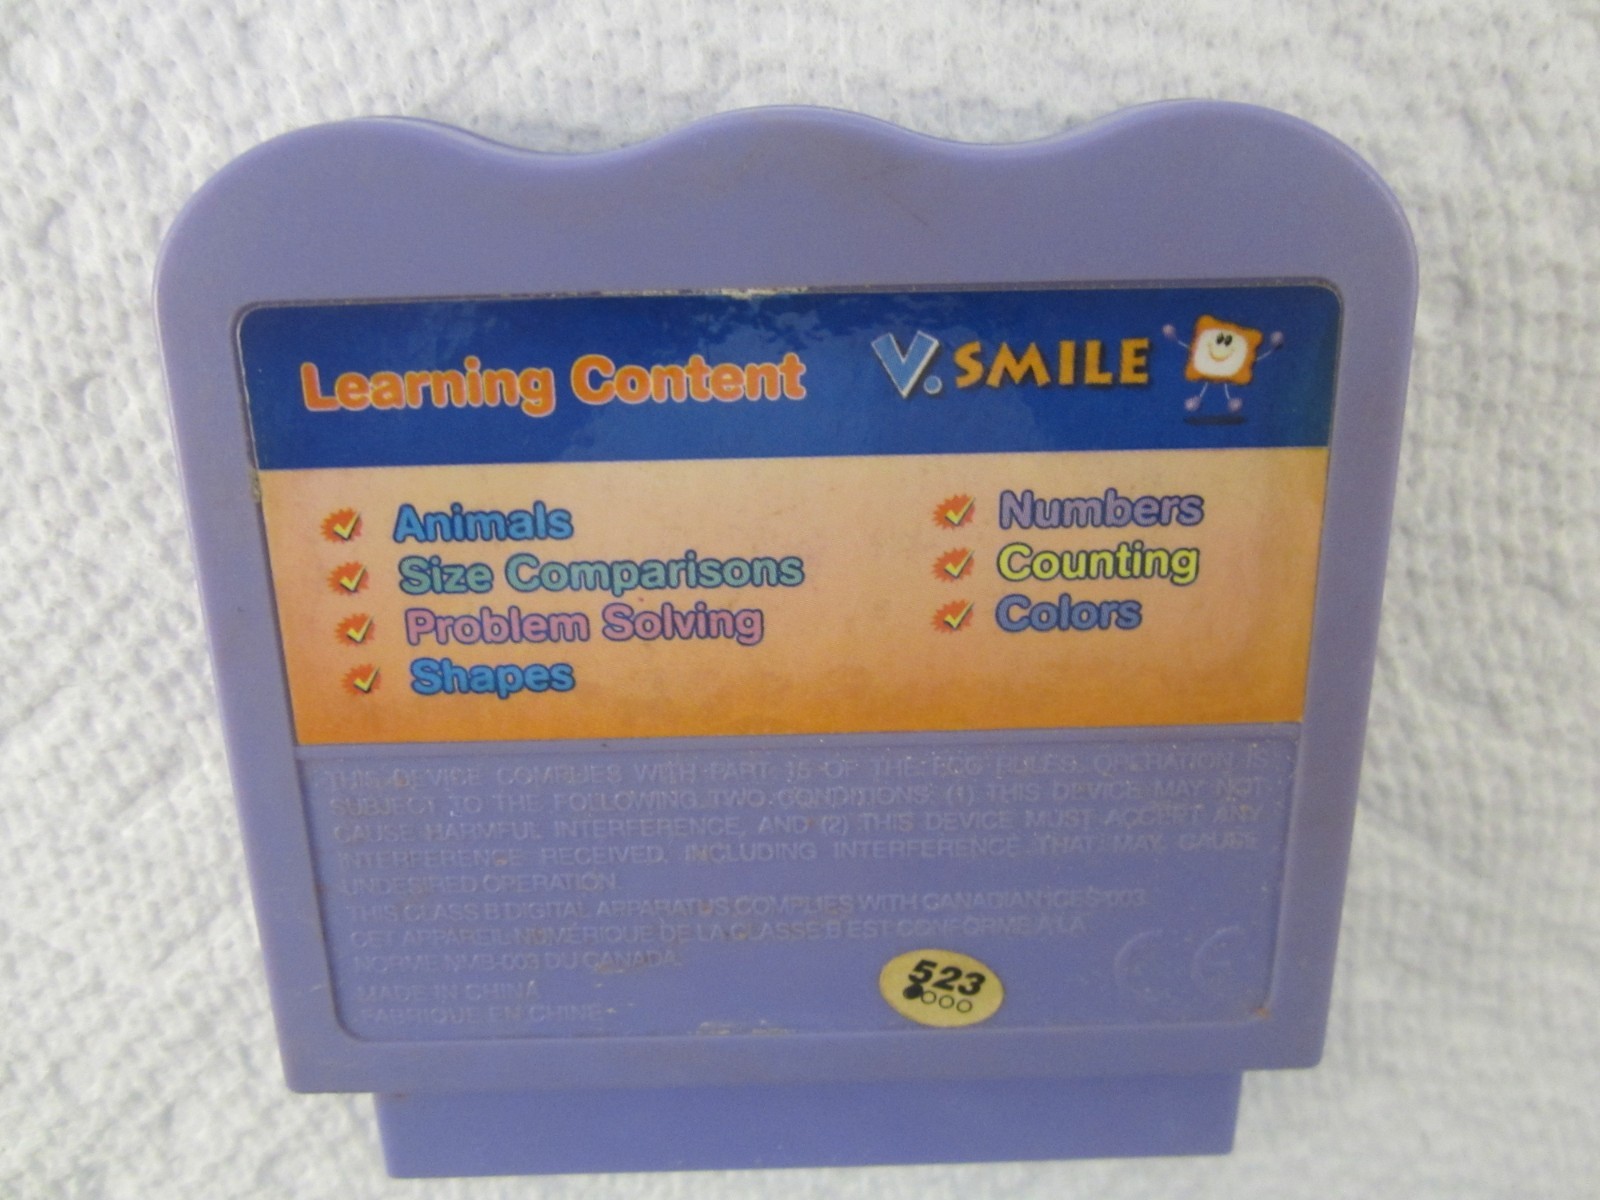 Learning Content
V.SMILE
Animals
Size Comparisons
Problem Solving
Shapes
Numbers
Counting
Colors
THIS DEVICE COMPLIES WITH PART 15 OF THE FCC RULES. OPERATION IS
SUBJECT TO THE FOLLOWING TWO CONDITIONS: (1) THIS DEVICE MAY NOT
CAUSE HARMFUL INTERFERENCE, AND (2) THIS DEVICE MUST ACCEPT ANY
INTERFERENCE RECEIVED, INCLUDING INTERFERENCE THAT MAY CAUSE
UNDESIRED OPERATION.
THIS CLASS B DIGITAL APPARATUS COMPLIES WITH CANADIAN ICES-003.
CET APPAREIL NUMÉRIQUE DE LA CLASSE B EST CONFORME À LA
NORME NMB-003 DU CANADA.
MADE IN CHINA
FABRIQUÉ EN CHINE
CE
523